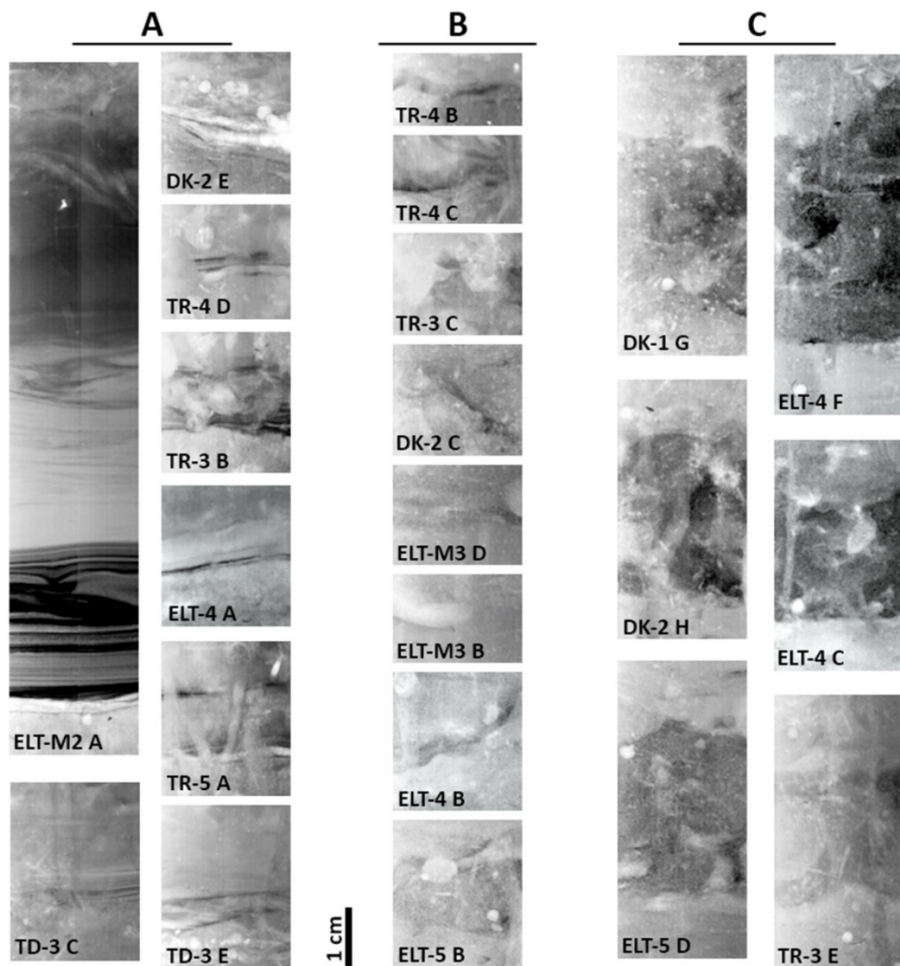 A
B
C
ELT-M2 A
TD-3 C
DK-2 E
TR-4 D
TR-3 B
ELT-4 A
TR-5 A
TD-3 E
TR-4 B
TR-4 C
TR-3 C
DK-2 C
ELT-M3 D
ELT-M3 B
ELT-4 B
ELT-5 B
1 cm
DK-1 G
DK-2 H
ELT-5 D
ELT-4 F
ELT-4 C
TR-3 E